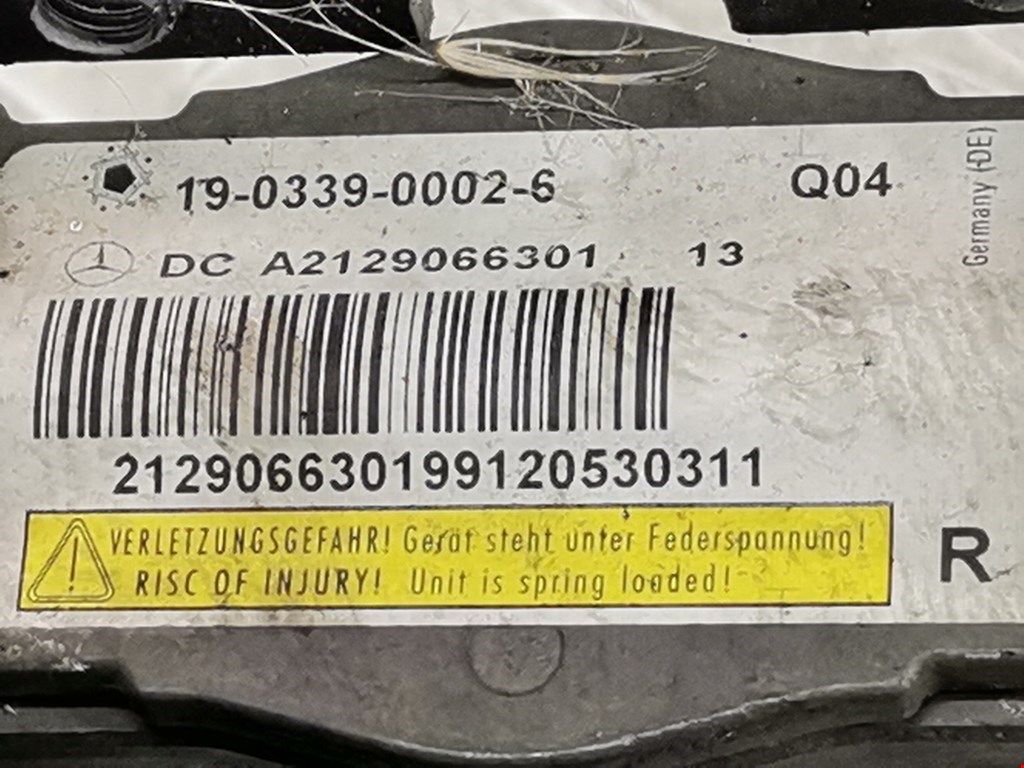 19-0339-0002-6 Q04
Germany (DE)
DC A2129066301 13
212906630199120530311
VERLETZUNGSGEFAHR! Gerät steht unter Federspannung!
RISC OF INJURY! Unit is spring loaded!
R